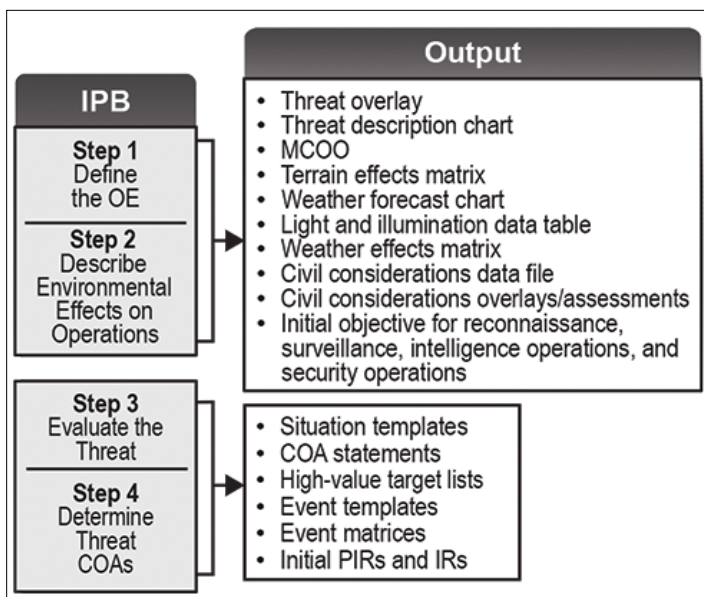 Output
IPB
Step 1
Define
the OE
Step 2
Describe
Environmental
Effects on
Operations
• Threat overlay
• Threat description chart
• MCOO
• Terrain effects matrix
• Weather forecast chart
• Light and illumination data table
• Weather effects matrix
• Civil considerations data file
• Civil considerations overlays/assessments
• Initial objective for reconnaissance,
surveillance, intelligence operations, and
security operations
Step 3
Evaluate the
Threat
Step 4
Determine
Threat
COAs
• Situation templates
• COA statements
• High-value target lists
• Event templates
• Event matrices
• Initial PIRs and IRs